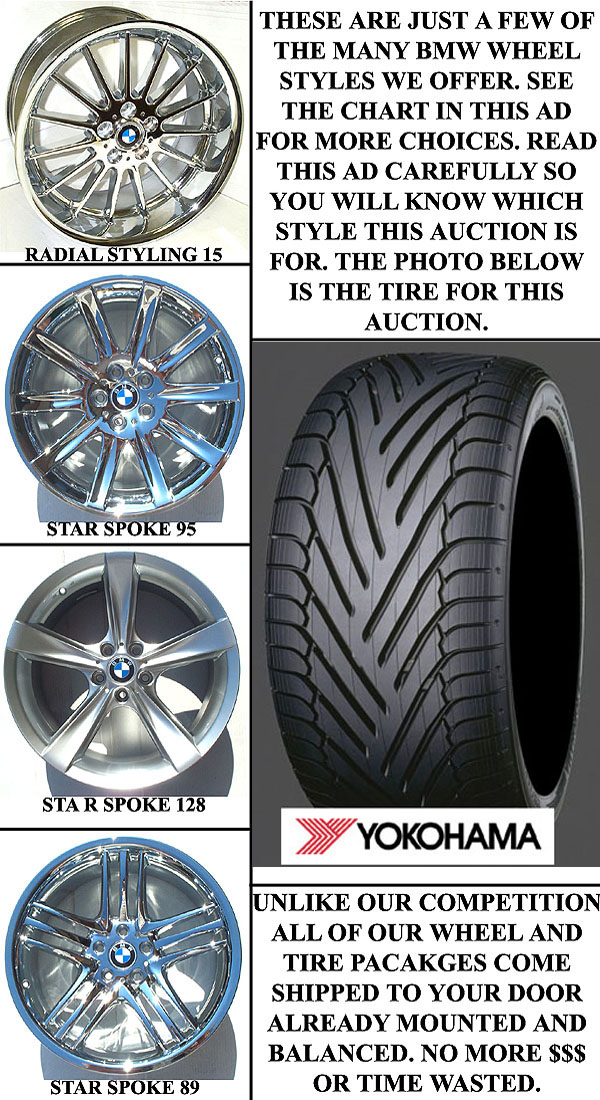 RADIAL STYLING 15
STAR SPOKE 95
STA R SPOKE 128
STAR SPOKE 89
THESE ARE JUST A FEW OF
THE MANY BMW WHEEL
STYLES WE OFFER. SEE
THE CHART IN THIS AD
FOR MORE CHOICES. READ
THIS AD CAREFULLY SO
YOU WILL KNOW WHICH
STYLE THIS AUCTION IS
FOR. THE PHOTO BELOW
IS THE TIRE FOR THIS
AUCTION.
YOKOHAMA
UNLIKE OUR COMPETITION
ALL OF OUR WHEEL AND
TIRE PACAKGES COME
SHIPPED TO YOUR DOOR
ALREADY MOUNTED AND
BALANCED. NO MORE $$$
OR TIME WASTED.